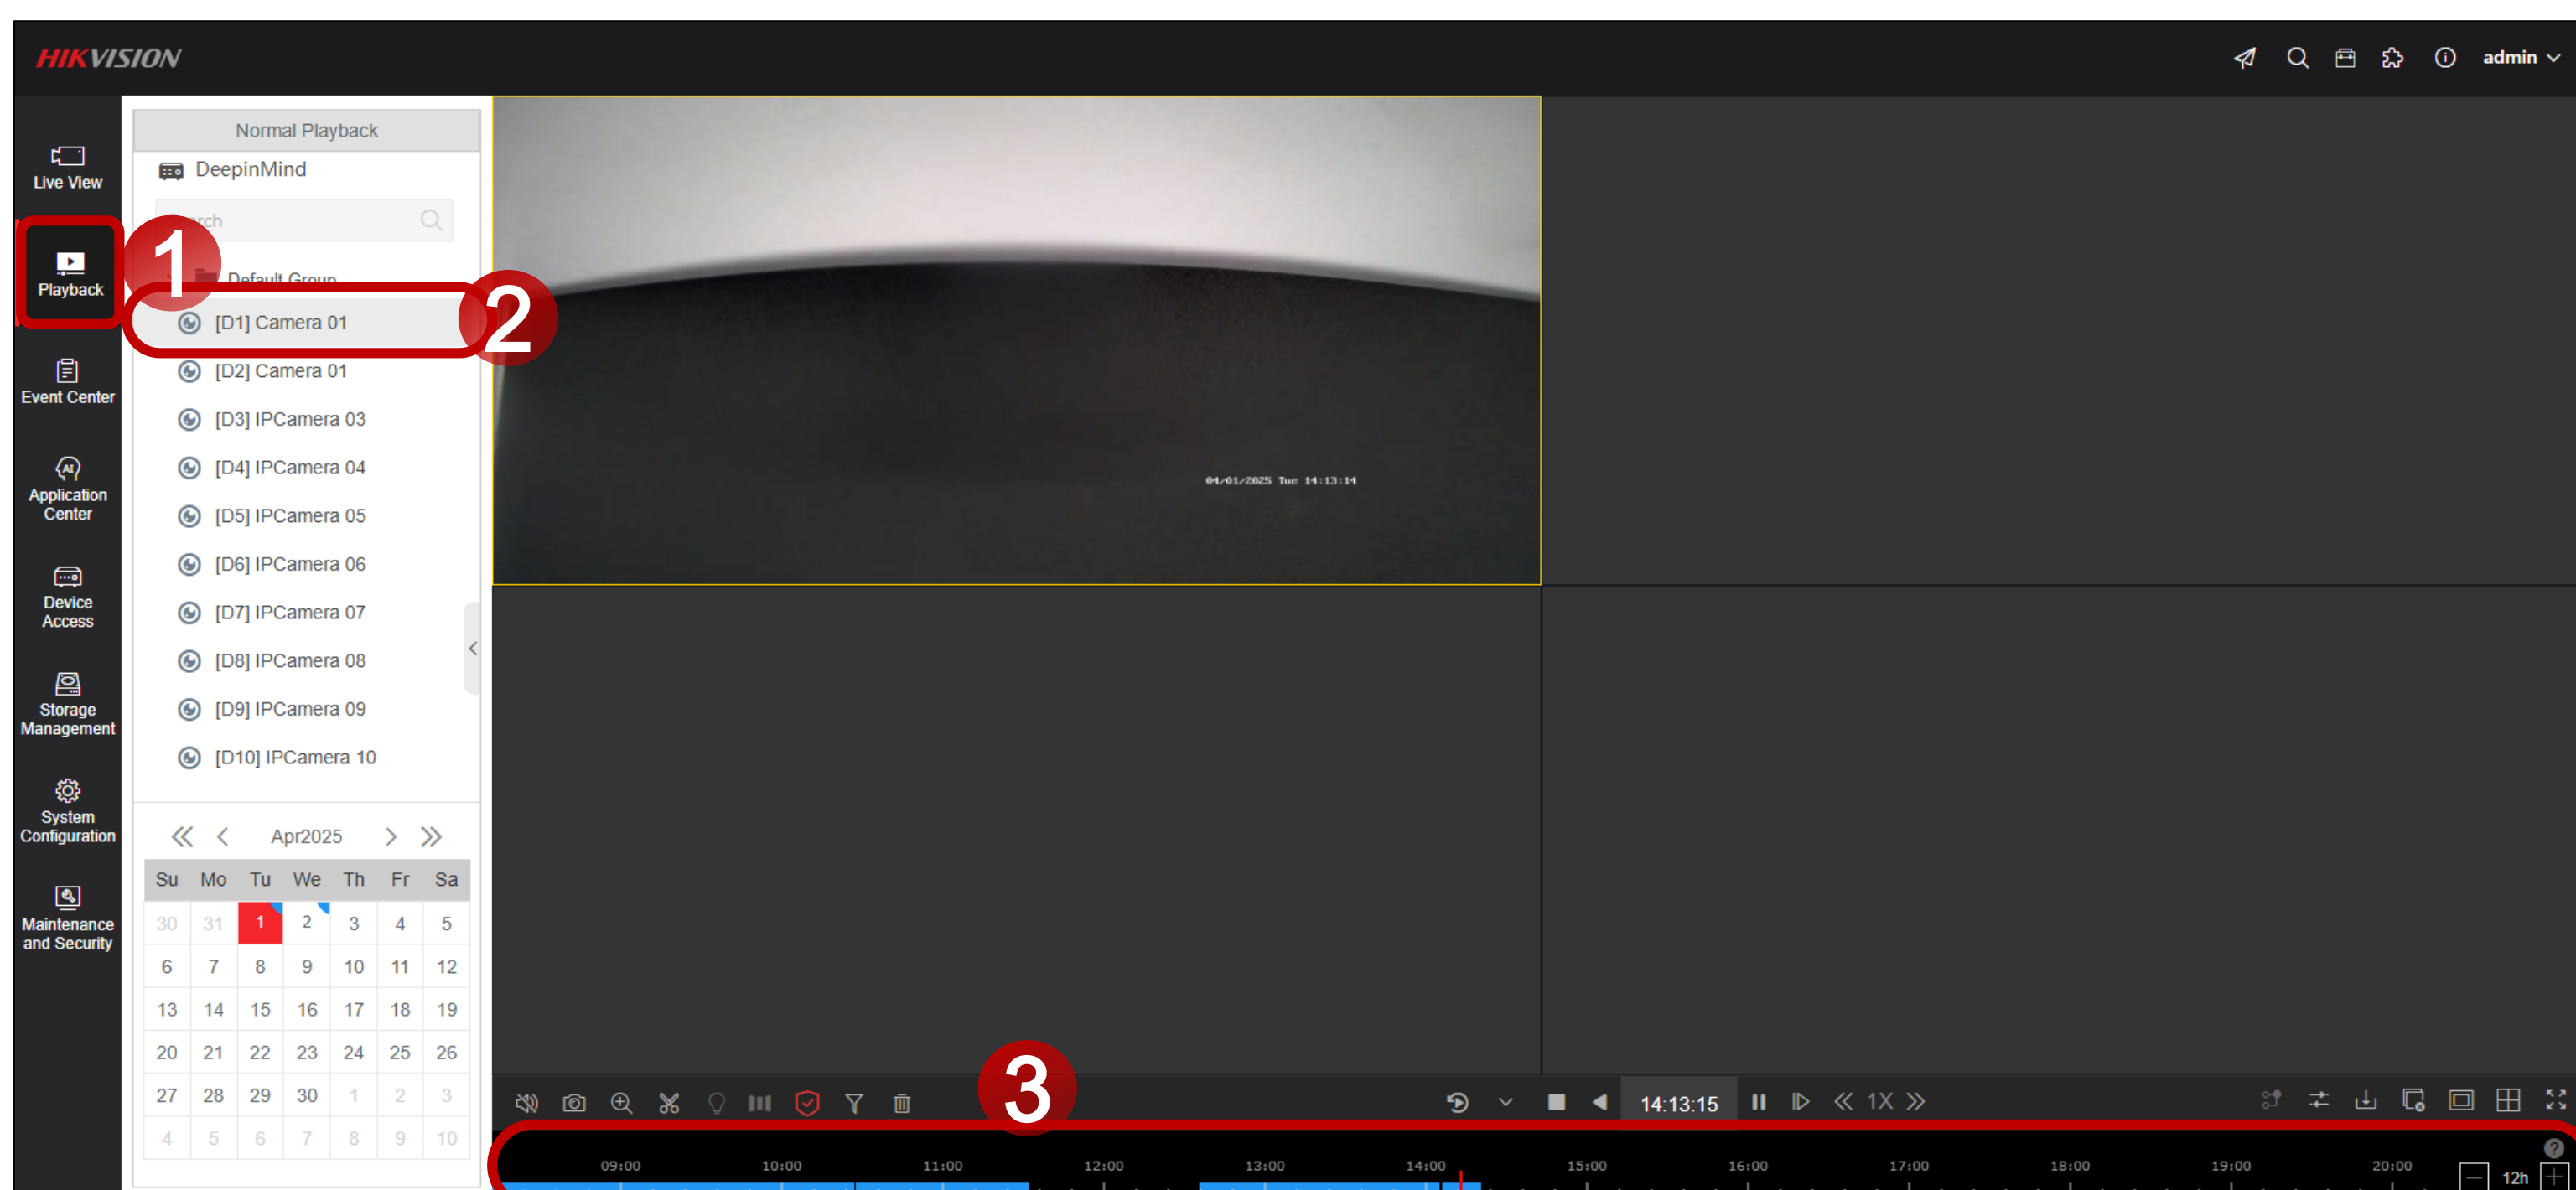 HIKVISION
admin
Live View
Playback
Event Center
AI
Application
Center
Device
Access
Storage
Management
System
Configuration
Maintenance
and Security
Normal Playback
DeepinMind
1
Default Group
2
[D1] Camera 01
[D2] Camera 01
[D3] IPCamera 03
[D4] IPCamera 04
[D5] IPCamera 05
[D6] IPCamera 06
[D7] IPCamera 07
[D8] IPCamera 08
[D9] IPCamera 09
[D10] IPCamera 10
Apr2025
Su Mo Tu We Th Fr Sa
30 31 1 2 3 4 5
6 7 8 9 10 11 12
13 14 15 16 17 18 19
20 21 22 23 24 25 26
27 28 29 30 1 2 3
4 5 6 7 8 9 10
04/01/2025 Tue 14:13:14
3
14:13:15 1X
09:00 10:00 11:00 12:00 13:00 14:00 15:00 16:00 17:00 18:00 19:00 20:00
12h